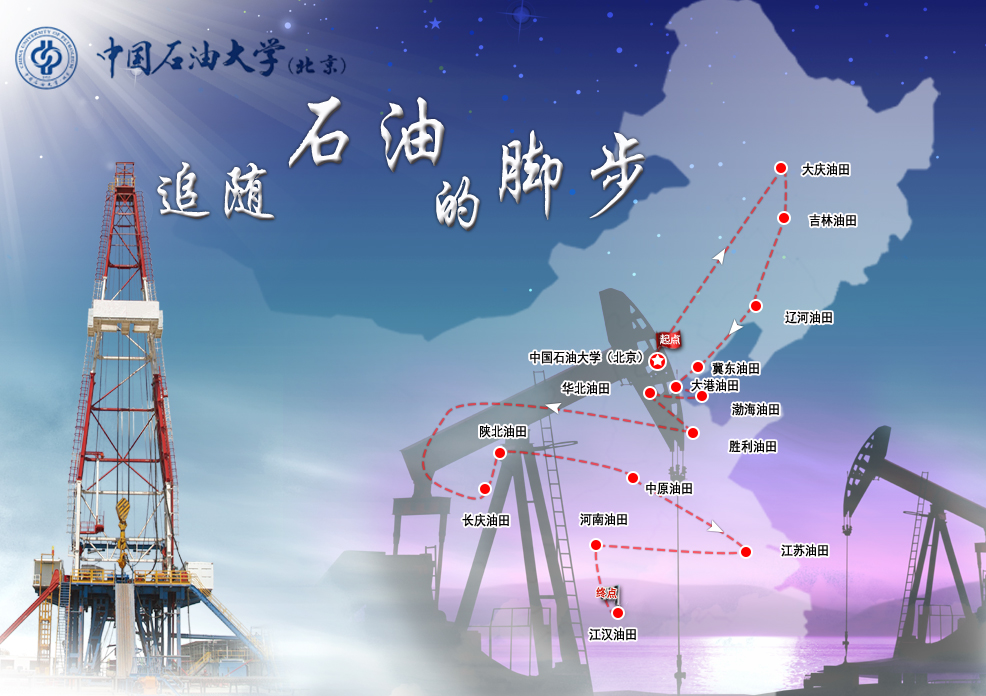 CHINA UNIVERSITY OF PETROLEUM
中国石油大学(北京)
追随石油的脚步
大庆油田
吉林油田
辽河油田
起点
中国石油大学（北京）
冀东油田
大港油田
华北油田
渤海油田
陕北油田
胜利油田
中原油田
长庆油田
河南油田
江苏油田
终点
江汉油田